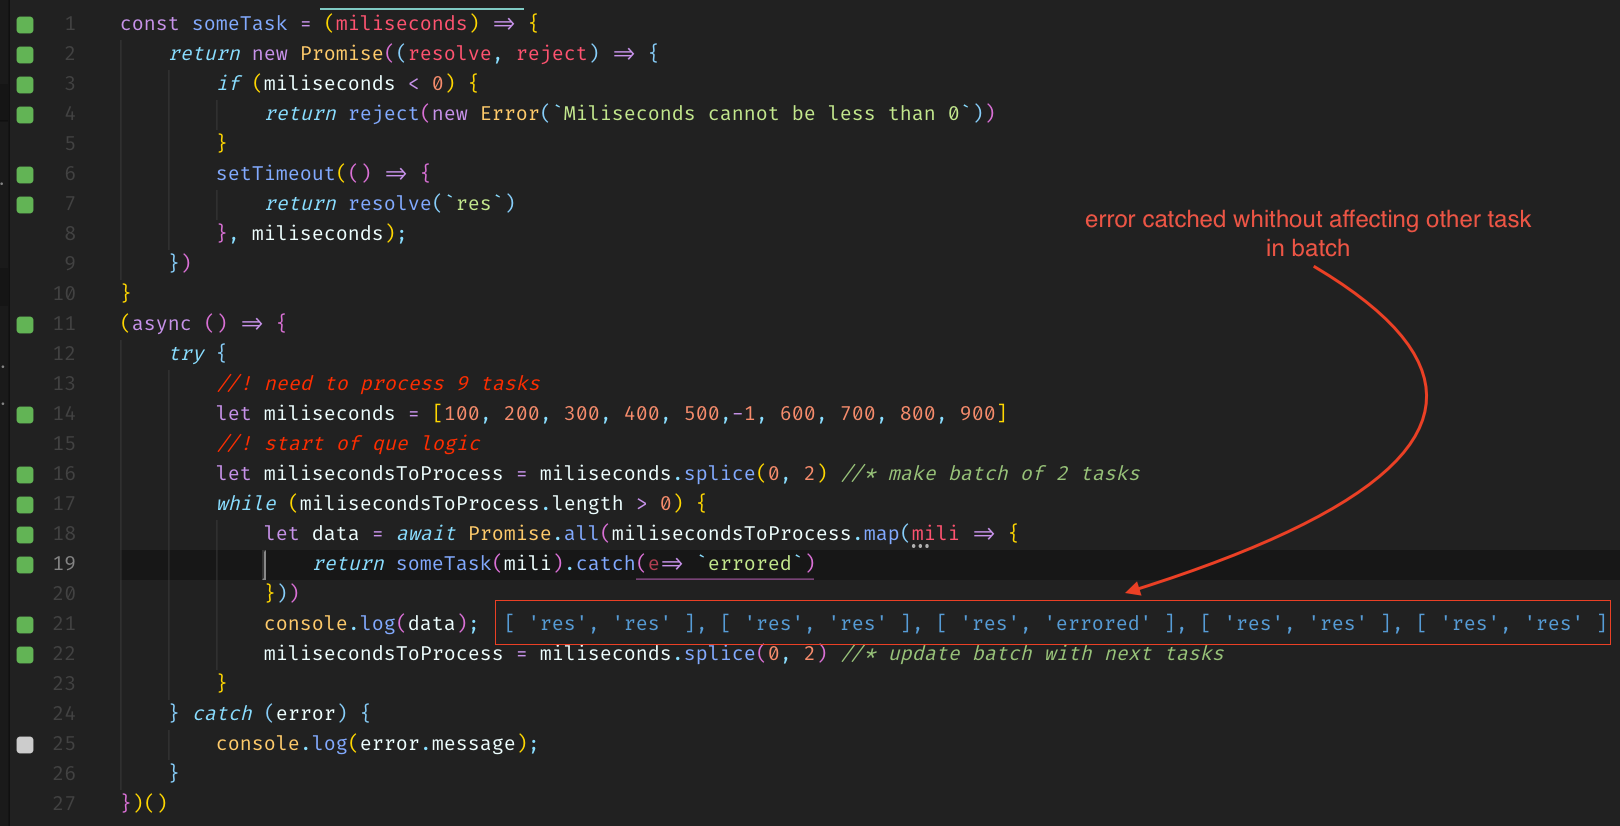 1 const someTask = (miliseconds) => {
2 return new Promise((resolve, reject) => {
3 if (miliseconds < 0) {
4 return reject(new Error(`Miliseconds cannot be less than 0`))
5 }
6 setTimeout(() => {
7 return resolve(`res`)
8 }, miliseconds);
9 })
10 }
11 (async () => {
12 try {
13 //! need to process 9 tasks
14 let miliseconds = [100, 200, 300, 400, 500,-1, 600, 700, 800, 900]
15 //! start of que logic
16 let milisecondsToProcess = miliseconds.splice(0, 2) //* make batch of 2 tasks
17 while (milisecondsToProcess.length > 0) {
18 let data = await Promise.all(milisecondsToProcess.map(mili => {
19 return someTask(mili).catch(e=> `errored`)
20 }))
21 console.log(data); [ 'res', 'res' ], [ 'res', 'res' ], [ 'res', 'errored' ], [ 'res', 'res' ], [ 'res', 'res' ]
22 milisecondsToProcess = miliseconds.splice(0, 2) //* update batch with next tasks
23 }
24 } catch (error) {
25 console.log(error.message);
26 }
27 })()
error catched whithout affecting other task
in batch